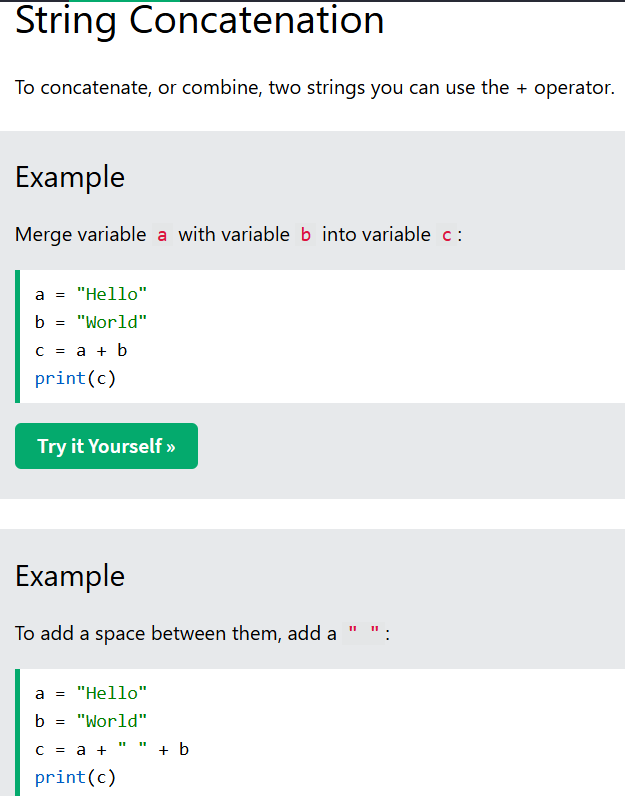 String Concatenation
To concatenate, or combine, two strings you can use the + operator.
Example
Merge variable a with variable b into variable c :
a = "Hello"
b = "World"
c = a + b
print(c)
Try it Yourself »
Example
To add a space between them, add a " " :
a = "Hello"
b = "World"
c = a + " " + b
print(c)